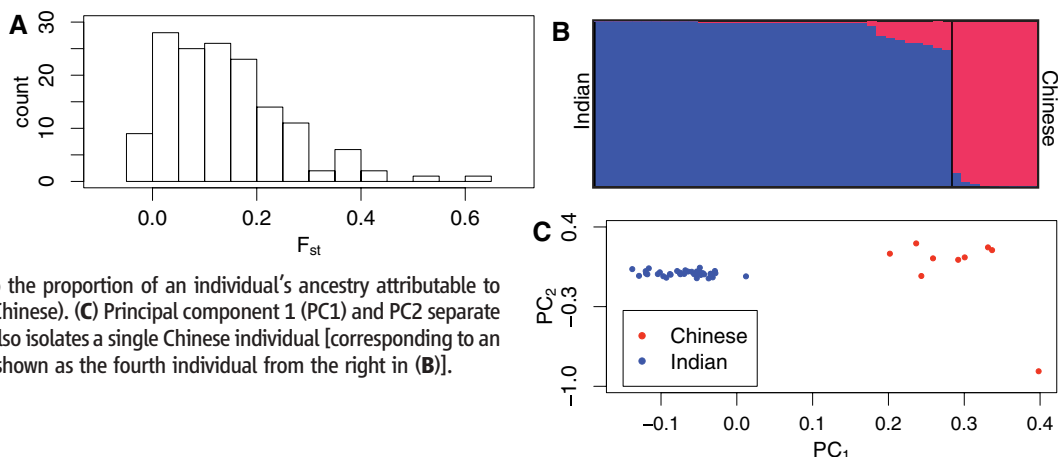 A
30
20
10
0
count
0.0 0.2 0.4 0.6
Fst
B
Indian
Chinese
o the proportion of an individual's ancestry attributable to
Chinese). (C) Principal component 1 (PC1) and PC2 separate
lso isolates a single Chinese individual [corresponding to an
shown as the fourth individual from the right in (B)].
C
0.4
−0.3
−1.0
PC2
Chinese
Indian
−0.1 0.0 0.1 0.2 0.3 0.4
PC1